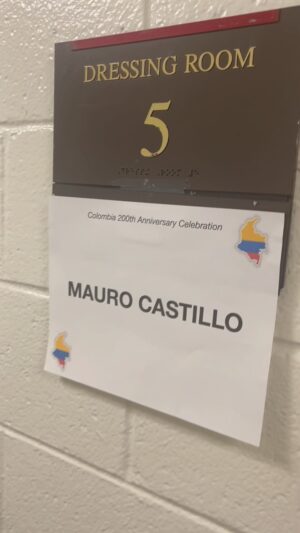 DRESSING ROOM
5
Colombia 200th Anniversary Celebration
MAURO CASTILLO